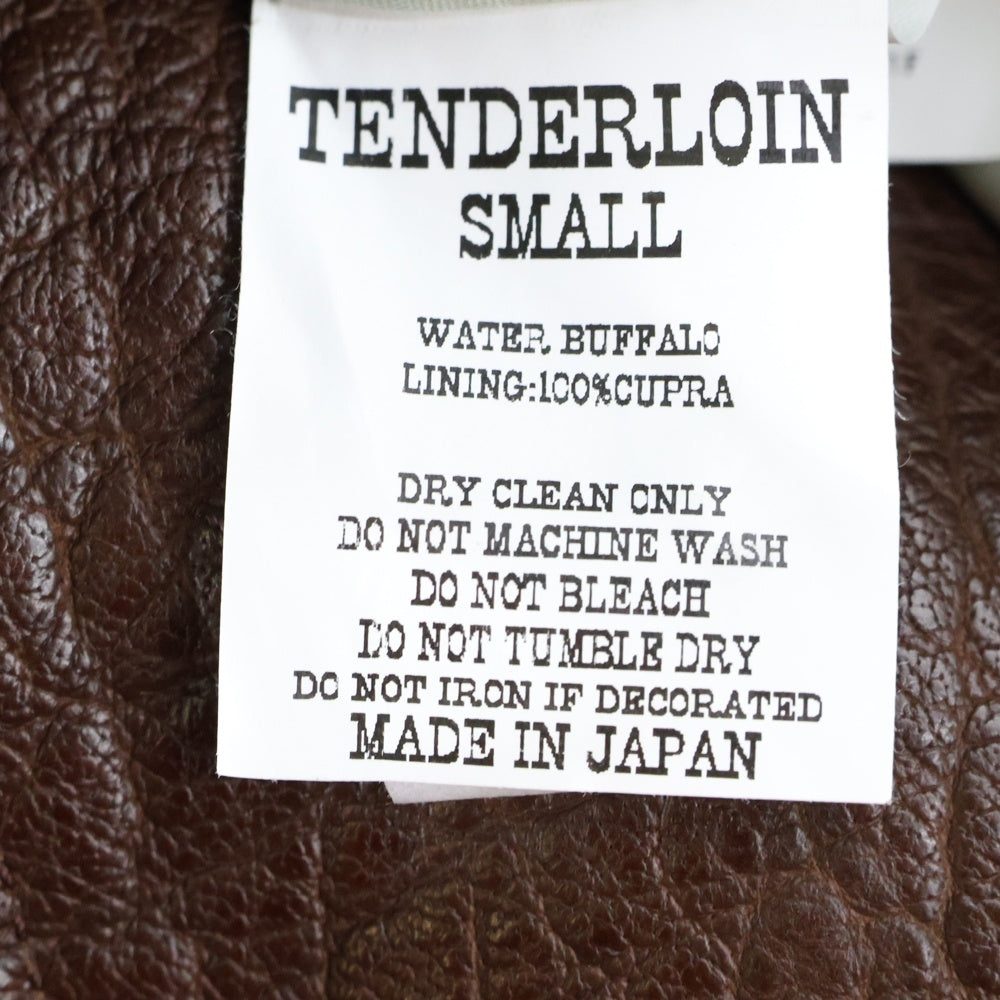 TENDERLOIN
SMALL
WATER BUFFALO
LINING:100%CUPRA
DRY CLEAN ONLY
DO NOT MACHINE WASH
DO NOT BLEACH
DO NOT TUMBLE DRY
DO NOT IRON IF DECORATED
MADE IN JAPAN